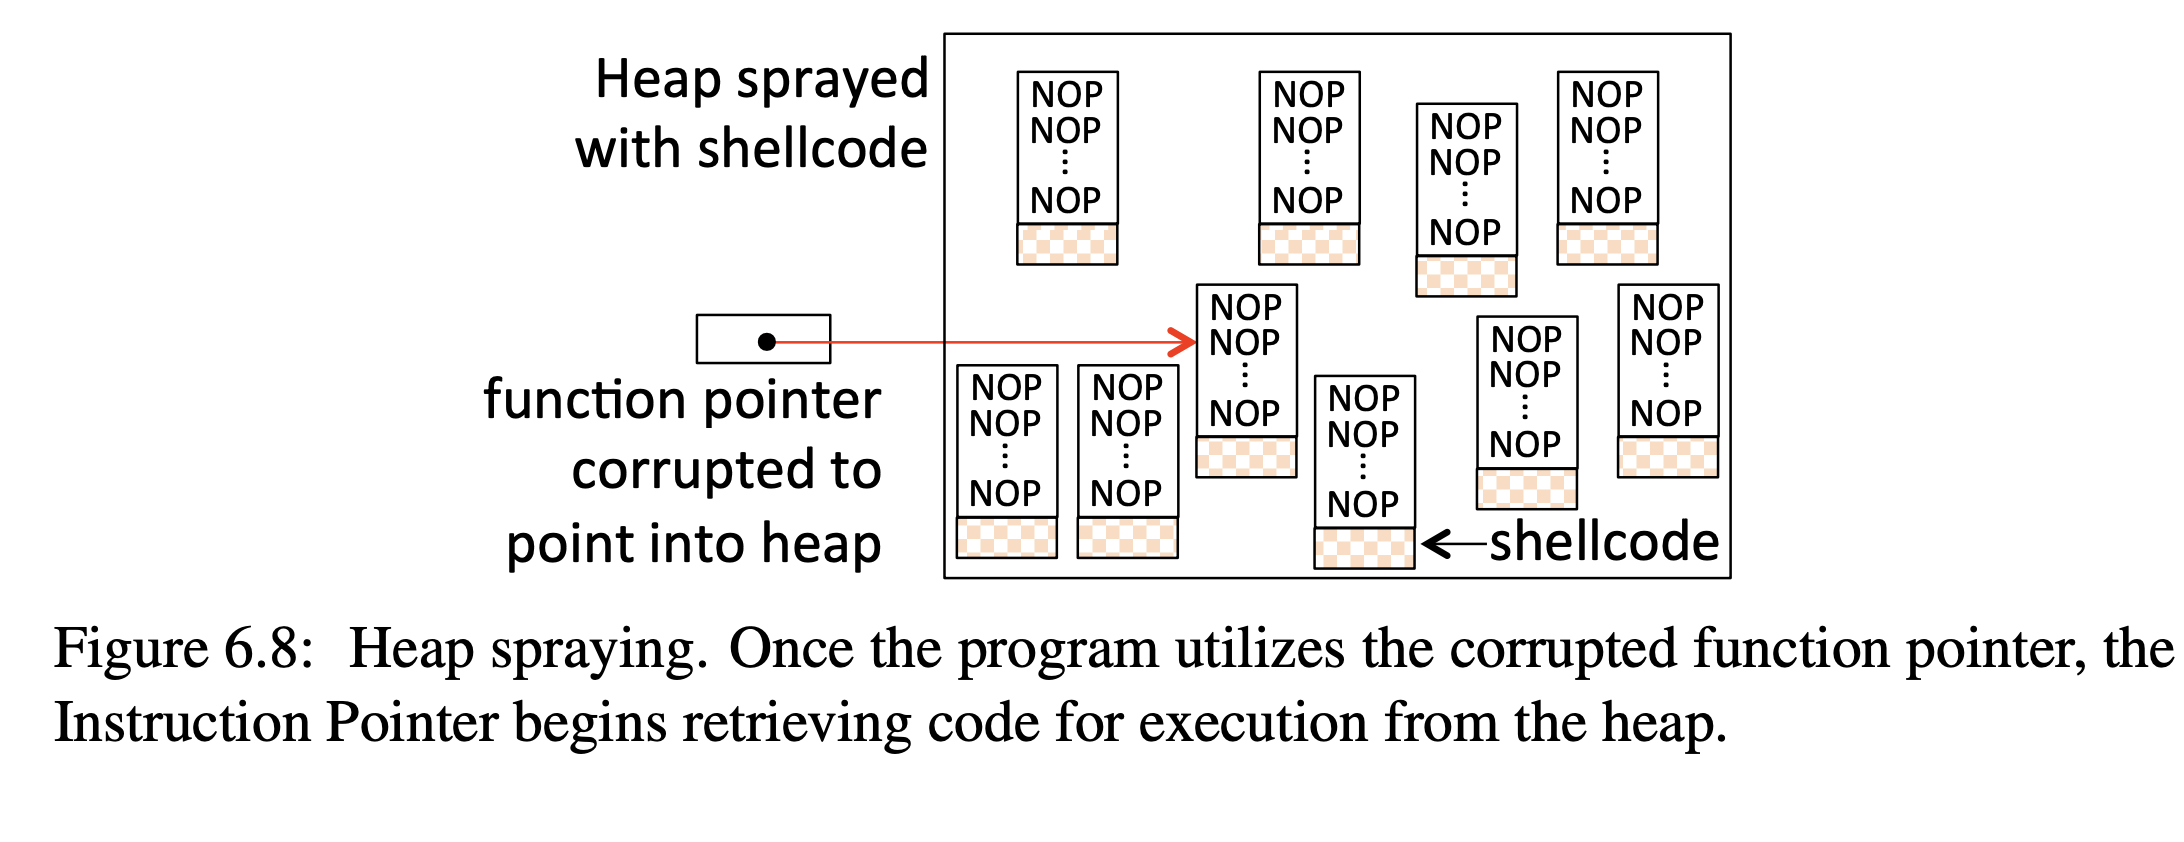 Heap sprayed
with shellcode
function pointer
corrupted to
point into heap
NOP
NOP
⋮
NOP
NOP
NOP
⋮
NOP
NOP
NOP
⋮
NOP
NOP
NOP
⋮
NOP
NOP
NOP
⋮
NOP
NOP
NOP
⋮
NOP
NOP
NOP
⋮
NOP
NOP
NOP
⋮
NOP
NOP
NOP
⋮
NOP
NOP
NOP
⋮
NOP
shellcode
Figure 6.8: Heap spraying. Once the program utilizes the corrupted function pointer, the
Instruction Pointer begins retrieving code for execution from the heap.